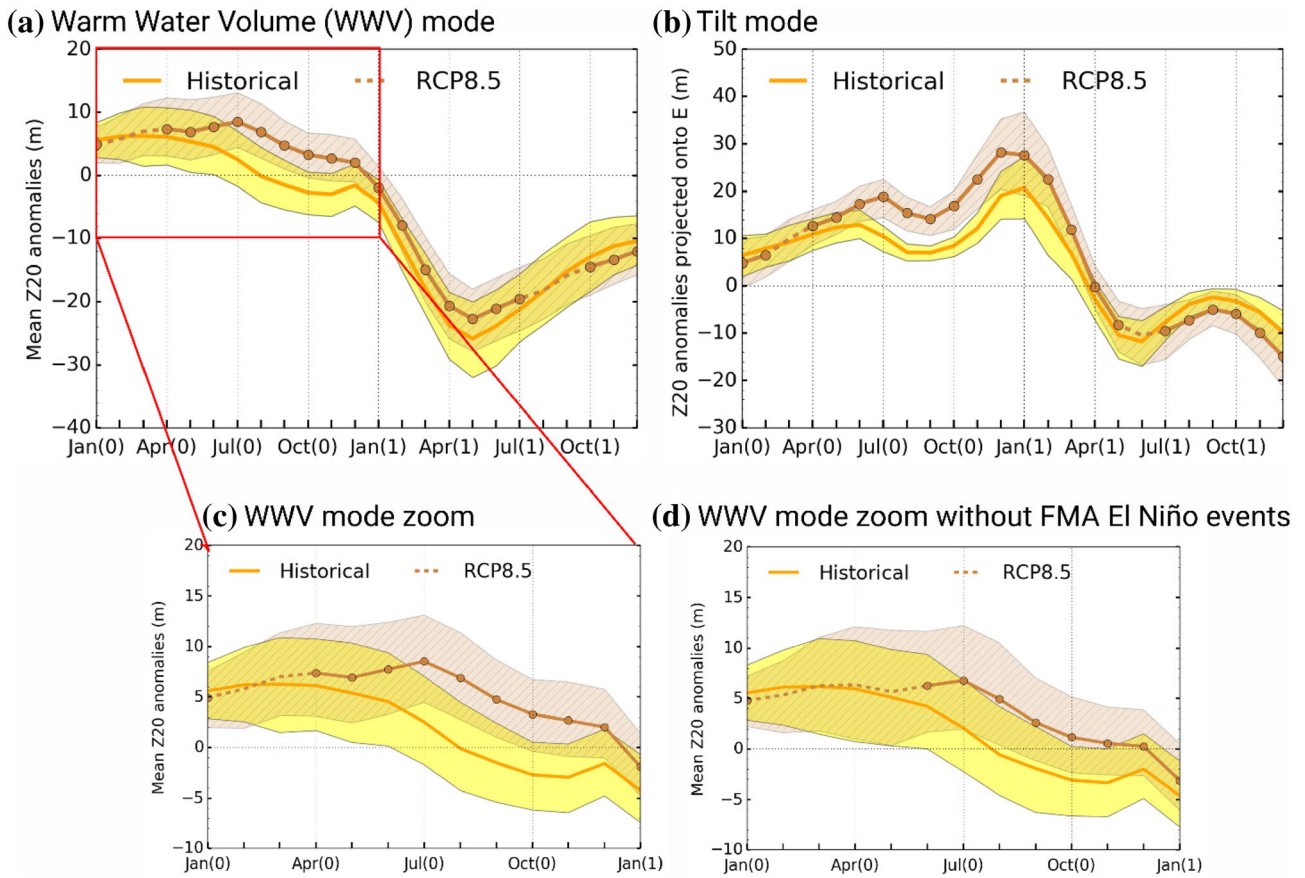 (a) Warm Water Volume (WWV) mode
20
10
0
−10
−20
−30
−40
Mean Z20 anomalies (m)
Historical
RCP8.5
Jan(0) Apr(0) Jul(0) Oct(0) Jan(1) Apr(1) Jul(1) Oct(1)
(b) Tilt mode
50
40
30
20
10
0
−10
−20
−30
Z20 anomalies projected onto E (m)
Historical
RCP8.5
Jan(0) Apr(0) Jul(0) Oct(0) Jan(1) Apr(1) Jul(1) Oct(1)
(c) WWV mode zoom
20
15
10
5
0
−5
−10
Mean Z20 anomalies (m)
Historical
RCP8.5
Jan(0) Apr(0) Jul(0) Oct(0) Jan(1)
(d) WWV mode zoom without FMA El Niño events
20
15
10
5
0
−5
−10
Mean Z20 anomalies (m)
Historical
RCP8.5
Jan(0) Apr(0) Jul(0) Oct(0) Jan(1)